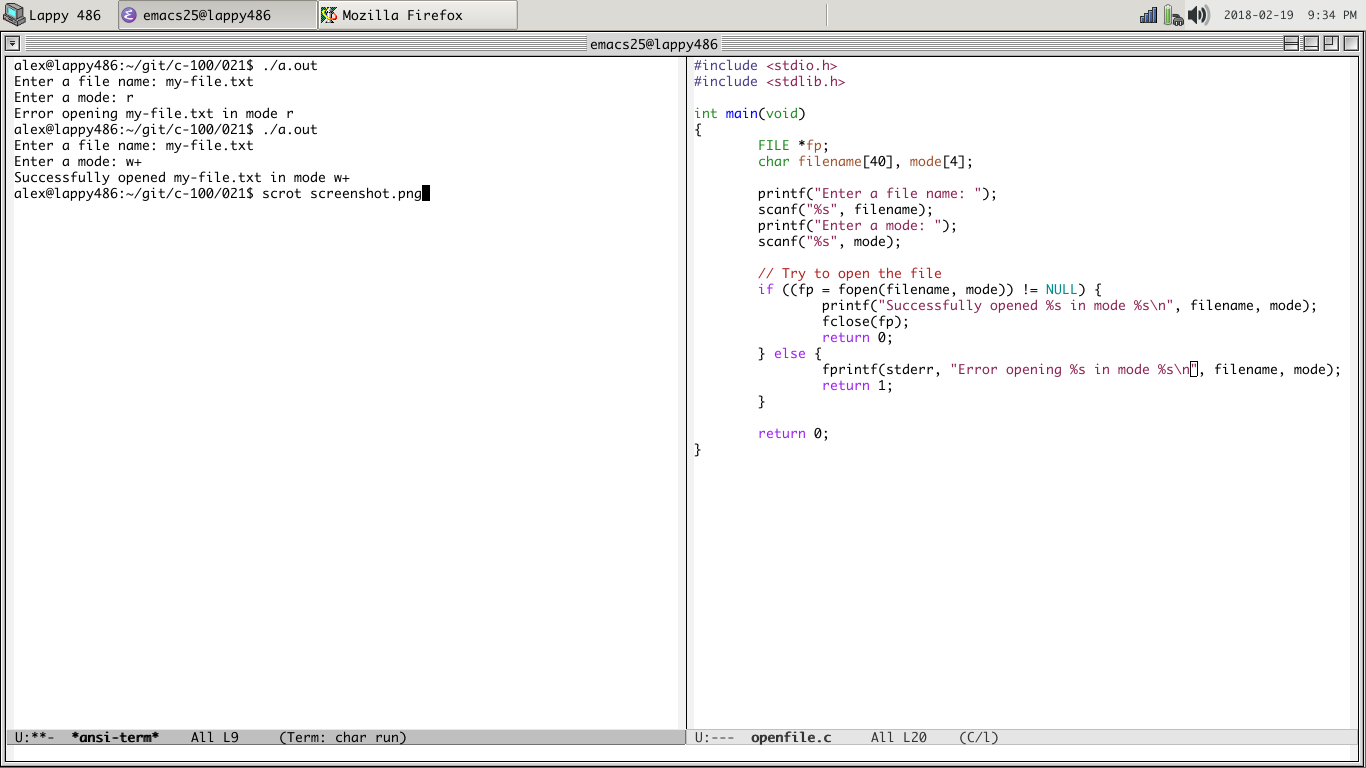 Lappy 486 emacs25@lappy486 Mozilla Firefox 2018-02-19 9:34 PM
emacs25@lappy486
alex@lappy486:~/git/c-100/021$ ./a.out
Enter a file name: my-file.txt
Enter a mode: r
Error opening my-file.txt in mode r
alex@lappy486:~/git/c-100/021$ ./a.out
Enter a file name: my-file.txt
Enter a mode: w+
Successfully opened my-file.txt in mode w+
alex@lappy486:~/git/c-100/021$ scrot screenshot.png
U:**-  *ansi-term*    All L9     (Term: char run)
#include <stdio.h>
#include <stdlib.h>

int main(void)
{
        FILE *fp;
        char filename[40], mode[4];

        printf("Enter a file name: ");
        scanf("%s", filename);
        printf("Enter a mode: ");
        scanf("%s", mode);

        // Try to open the file
        if ((fp = fopen(filename, mode)) != NULL) {
                printf("Successfully opened %s in mode %s\n", filename, mode);
                fclose(fp);
                return 0;
        } else {
                fprintf(stderr, "Error opening %s in mode %s\n", filename, mode);
                return 1;
        }

        return 0;
}
U:---  openfile.c     All L20    (C/l)